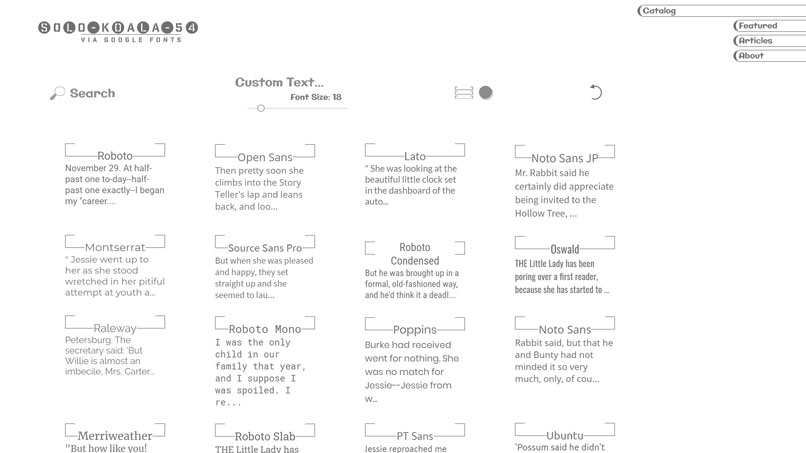 SOLO-KOALA-54
VIA GOOGLE FONTS
Catalog
Featured
Articles
About
Search
Custom Text...
Font Size: 18
Roboto
November 29. At half-
past one to-day--half-
past one exactly--I began
my "career....
Open Sans
Then pretty soon she
climbs into the Story
Teller's lap and leans
back, and loo...
Lato
" She was looking at the
beautiful little clock set
in the dashboard of the
auto...
Noto Sans JP
Mr. Rabbit said he
certainly did appreciate
being invited to the
Hollow Tree, ...
Montserrat
" Jessie went up to
her as she stood
wretched in her pitiful
attempt at youth a...
Source Sans Pro
But when she was pleased
and happy, they set
straight up and she
seemed to lau...
Roboto
Condensed
But he was brought up in a
formal, old-fashioned way,
and he'd think it a deadl...
Oswald
THE Little Lady has been
poring over a first reader,
because she has started to ...
Raleway
Petersburg. The
secretary said: 'But
Willie is almost an
imbecile, Mrs. Carter...
Roboto Mono
I was the only
child in our
family that year,
and I suppose I
was spoiled. I
re...
Poppins
Burke had received
went for nothing. She
was no match for
Jessie--Jessie from
w...
Noto Sans
Rabbit said, but that he
and Bunty had not
minded it so very
much, only, of cou...
Merriweather
"But how like you!
Roboto Slab
THE Little Lady has
PT Sans
Jessie reproached me
Ubuntu
'Possum said he didn't